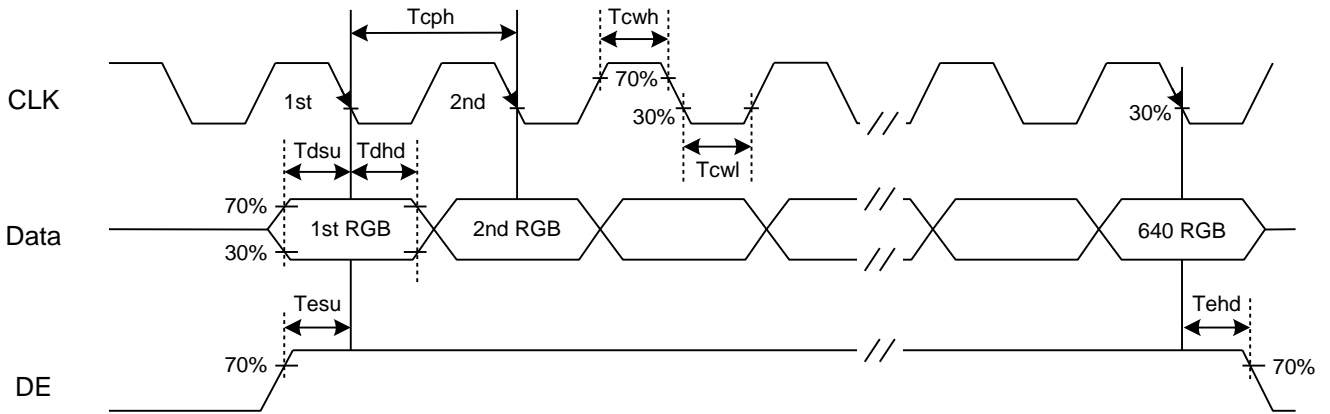 Tcph
Tcwh
CLK
1st
2nd
70%
30%
30%
Tcwl
Tdsu
Tdhd
Data
70%
30%
1st RGB
2nd RGB
640 RGB
Tesu
Tehd
DE
70%
70%